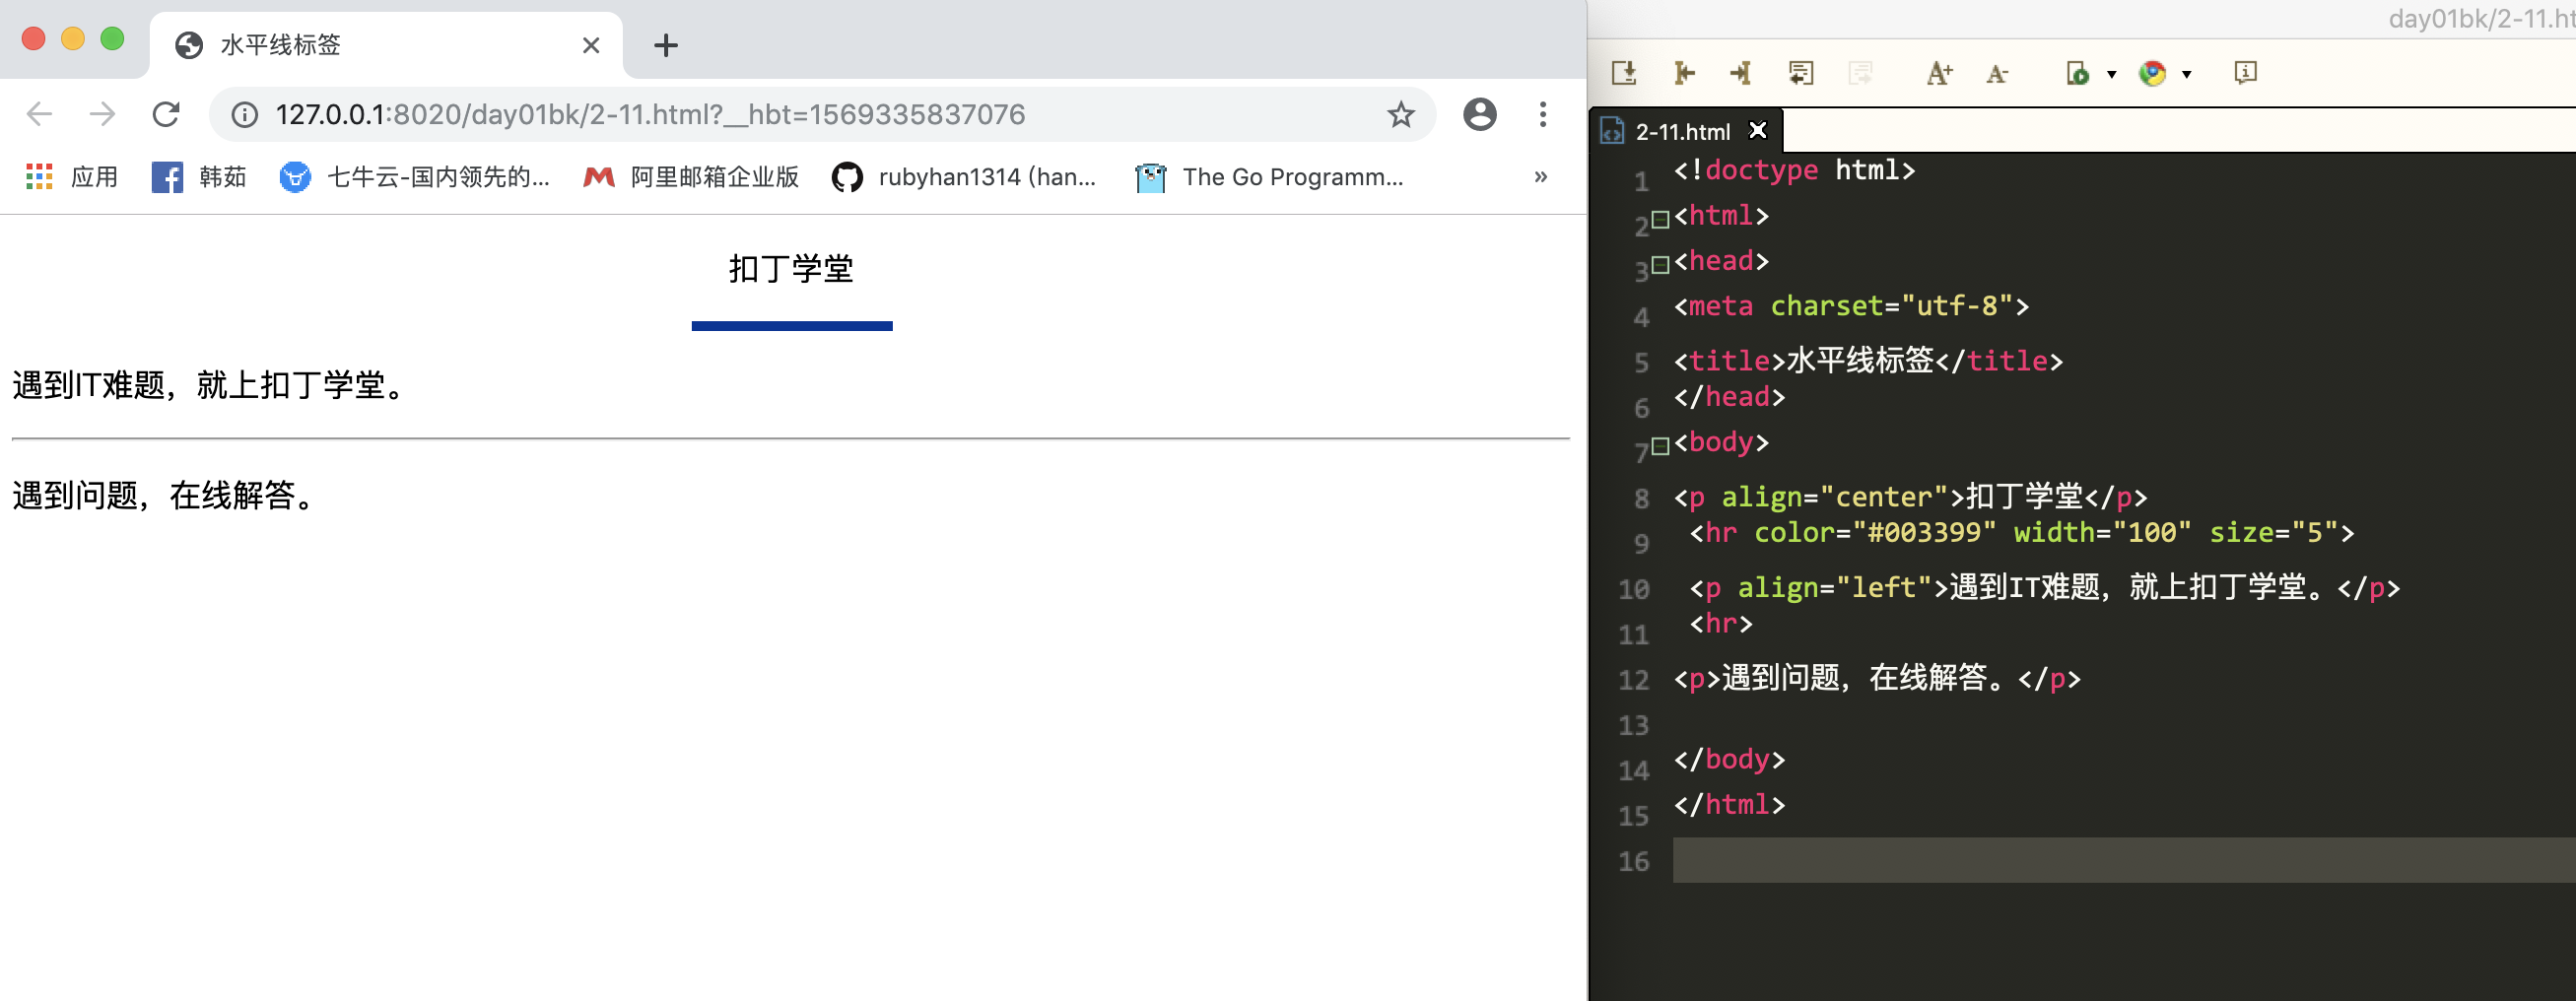 水平线标签
127.0.0.1:8020/day01bk/2-11.html?__hbt=1569335837076
应用 韩茹 七牛云-国内领先的... 阿里邮箱企业版 rubyhan1314 (han... The Go Programm... »
扣丁学堂
遇到IT难题，就上扣丁学堂。
遇到问题，在线解答。
day01bk/2-11.ht
A+ A-
2-11.html
1 <!doctype html>
2 <html>
3 <head>
4 <meta charset="utf-8">
5 <title>水平线标签</title>
6 </head>
7 <body>
8 <p align="center">扣丁学堂</p>
9 <hr color="#003399" width="100" size="5">
10 <p align="left">遇到IT难题，就上扣丁学堂。</p>
11 <hr>
12 <p>遇到问题，在线解答。</p>
13
14 </body>
15 </html>
16